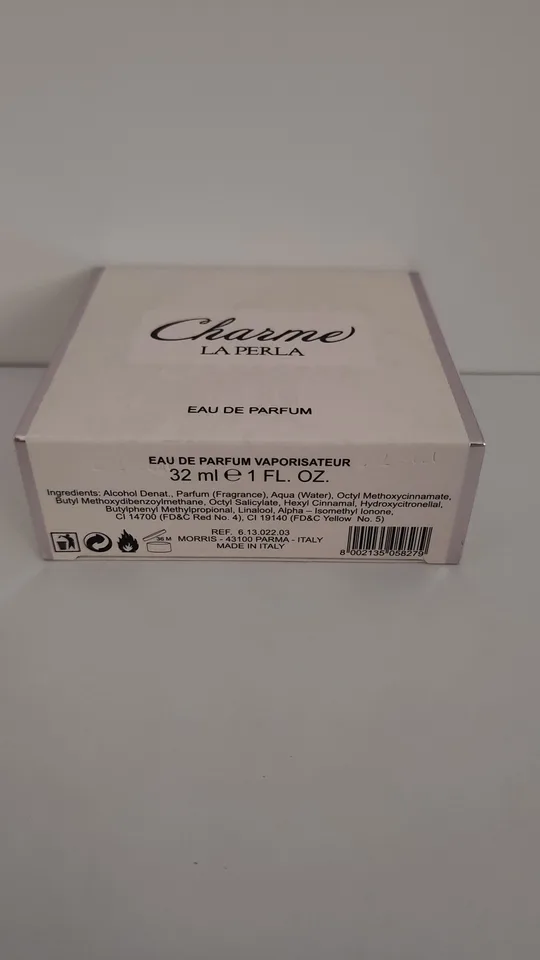 Charme
LA PERLA
EAU DE PARFUM
EAU DE PARFUM VAPORISATEUR
32 ml ℮ 1 FL. OZ.
Ingredients: Alcohol Denat., Parfum (Fragrance), Aqua (Water), Octyl Methoxycinnamate,
Butyl Methoxydibenzoylmethane, Octyl Salicylate, Hexyl Cinnamal, Hydroxycitronellal,
Butylphenyl Methylpropional, Linalool, Alpha – Isomethyl Ionone,
CI 14700 (FD&C Red No. 4), CI 19140 (FD&C Yellow No. 5)
36 M
REF. 6.13.022.03
MORRIS - 43100 PARMA - ITALY
MADE IN ITALY
8 002135 058279